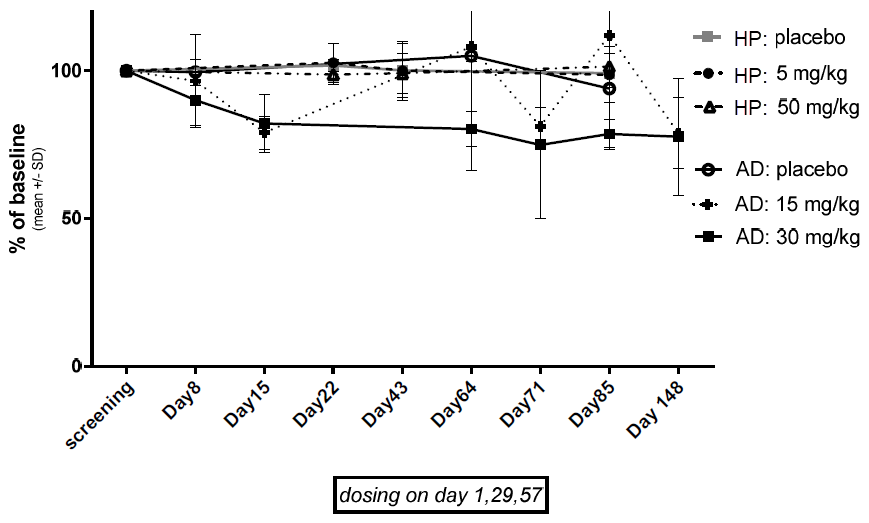 % of baseline
(mean +/- SD)
100
50
0
screening
Day8
Day15
Day22
Day43
Day64
Day71
Day85
Day 148
HP: placebo
HP: 5 mg/kg
HP: 50 mg/kg
AD: placebo
AD: 15 mg/kg
AD: 30 mg/kg
dosing on day 1,29,57